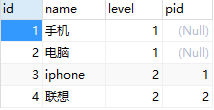 id name level pid
1 手机 1 (Null)
2 电脑 1 (Null)
3 iphone 2 1
4 联想 2 2